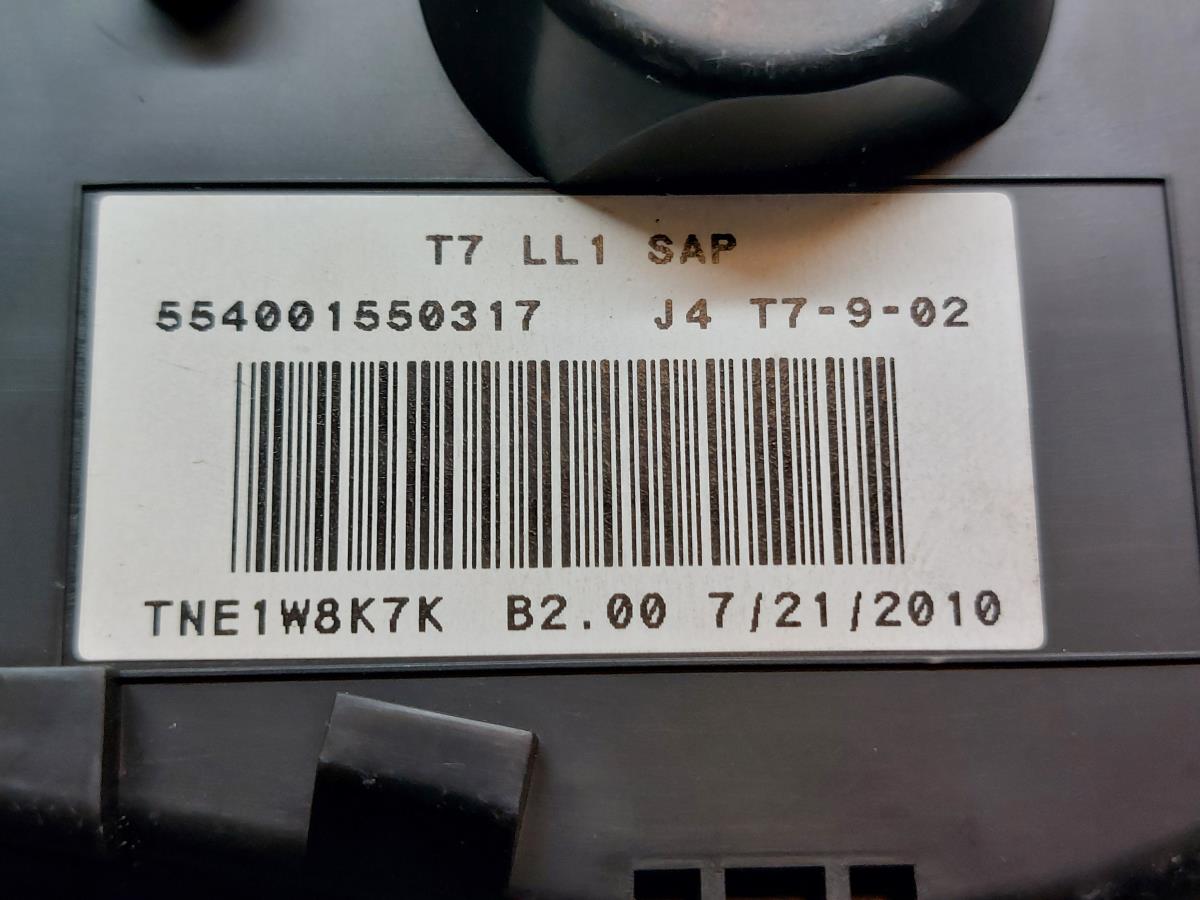 T7 LL1 SAP
554001550317 J4 T7-9-02
TNE1W8K7K B2.00 7/21/2010